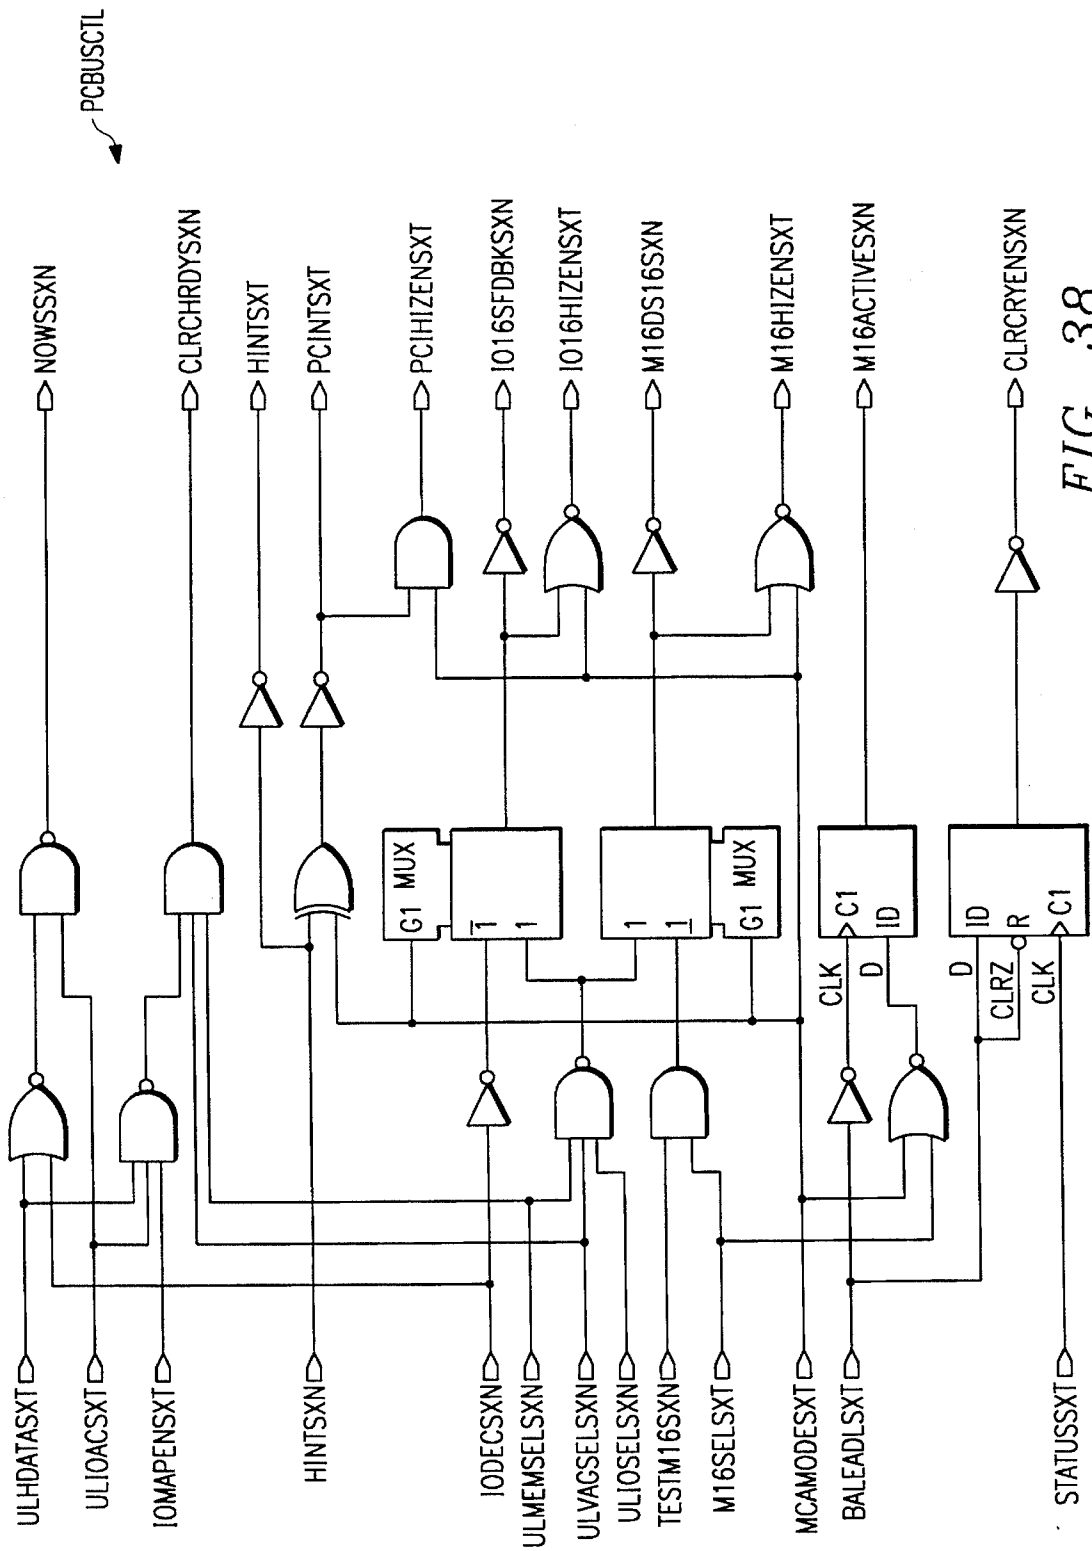 PCBUSCTL
NOWSSXN
CLRCHRDYSXN
HINTSXT
PCINTSXT
PCIHIZENSXT
IO16SFDBKSXN
IO16HIZENSXT
M16DS16SXN
M16HIZENSXT
M16ACTIVESXN
CLRCRYENSXN
G1 MUX
1
1
1
1
G1 MUX
CLK
C1
D
ID
D
ID
CLRZ
R
CLK
C1
ULHDATASXT
ULIOACSXT
IOMAPENSXT
HINTSXN
IODECSXN
ULMEMSELSXN
ULVAGSELSXN
ULIOSELSXN
TESTM16SXN
M16SELSXT
MCAMODESXT
BALEADLSXT
STATUSSXT
FIG. 38